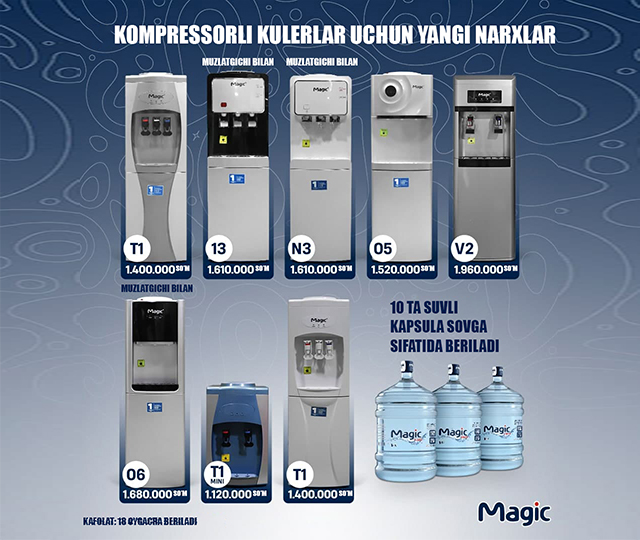 KOMPRESSORLI KULERLAR UCHUN YANGI NARXLAR
MUZLATGICHI BILAN
MUZLATGICHI BILAN
Magic
Magic
Magic
Magic
Magic
T1
13
N3
05
V2
1.400.000 SO'M
1.610.000 SO'M
1.610.000 SO'M
1.520.000 SO'M
1.960.000 SO'M
MUZLATGICHI BILAN
10 TA SUVLI
KAPSULA SOVGA
SIFATIDA BERILADI
Magic
Magic
Magic
Magic
Magic
06
T1
MINI
T1
1.680.000 SO'M
1.120.000 SO'M
1.400.000 SO'M
KAFOLAT: 18 OYGACHA BERILADI
Magic